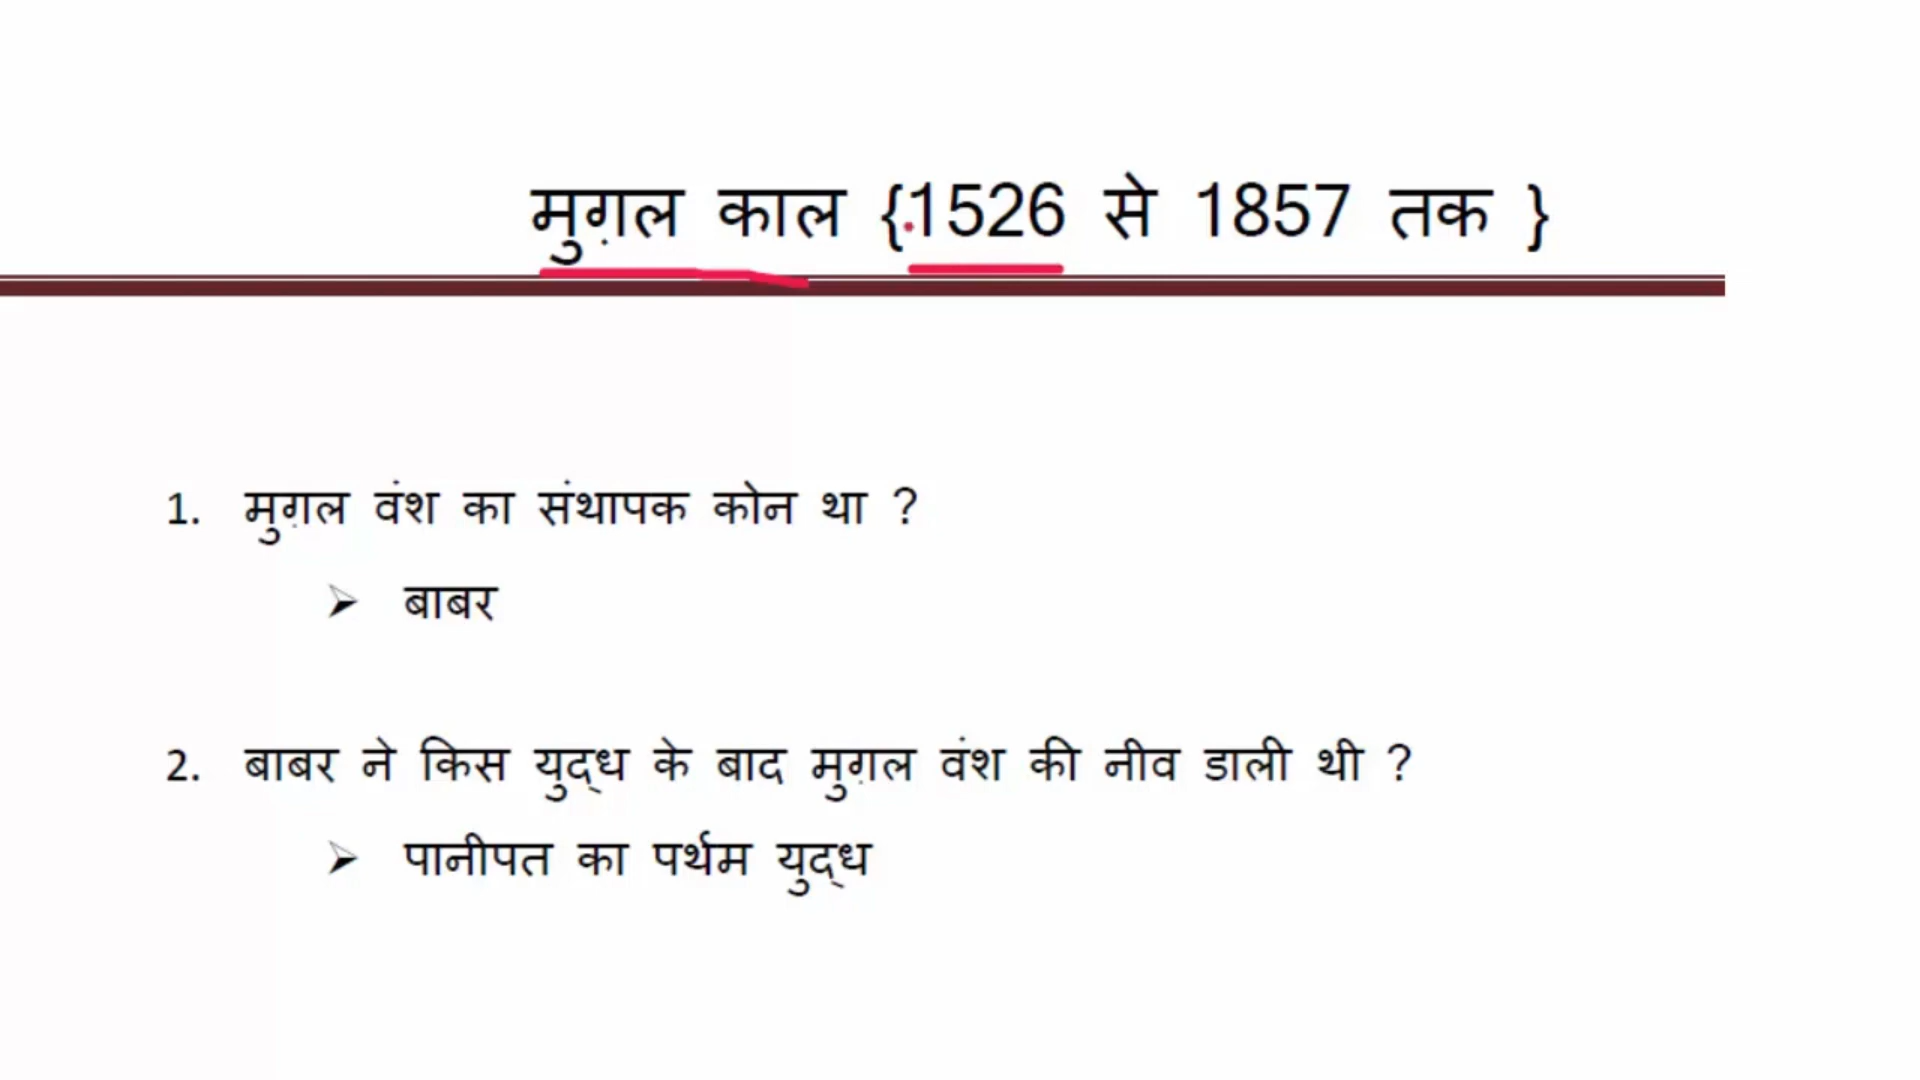 मुग़ल काल {1526 से 1857 तक }
1. मुग़ल वंश का संथापक कोन था ?
➢ बाबर
2. बाबर ने किस युद्ध के बाद मुग़ल वंश की नीव डाली थी ?
➢ पानीपत का पर्थम युद्ध